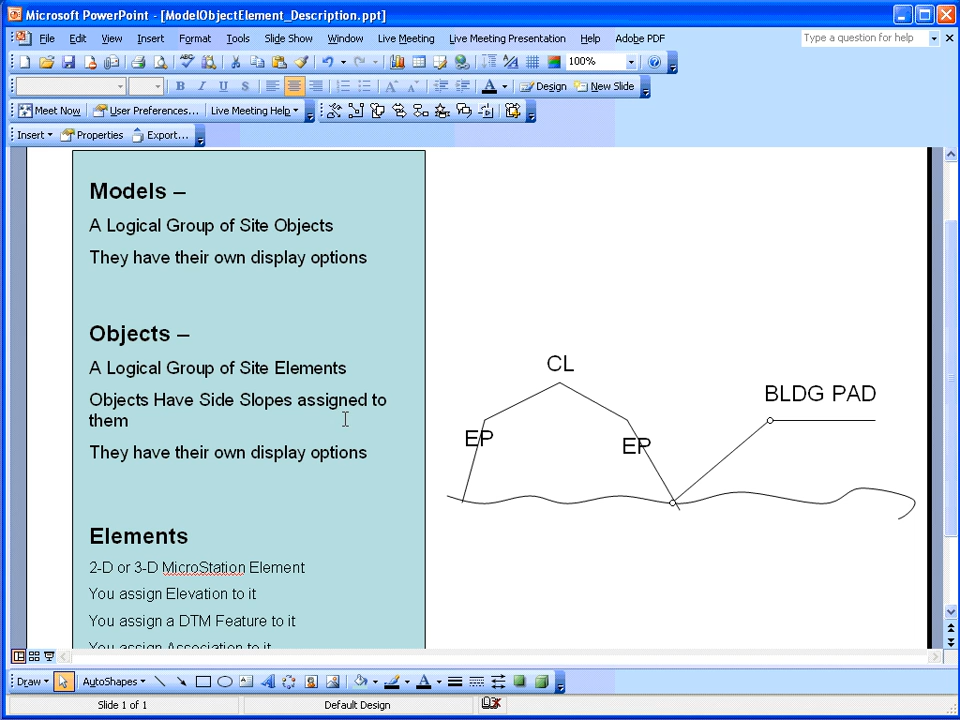 Microsoft PowerPoint - [ModelObjectElement_Description.ppt]
File Edit View Insert Format Tools Slide Show Window Live Meeting Live Meeting Presentation Help Adobe PDF Type a question for help
100%
Design New Slide
Meet Now User Preferences... Live Meeting Help
Insert Properties Export...
Models –
A Logical Group of Site Objects
They have their own display options
Objects –
A Logical Group of Site Elements
Objects Have Side Slopes assigned to
them
They have their own display options
Elements
2-D or 3-D MicroStation Element
You assign Elevation to it
You assign a DTM Feature to it
You assign Association to it
CL
BLDG PAD
EP
EP
Draw AutoShapes
Slide 1 of 1 Default Design